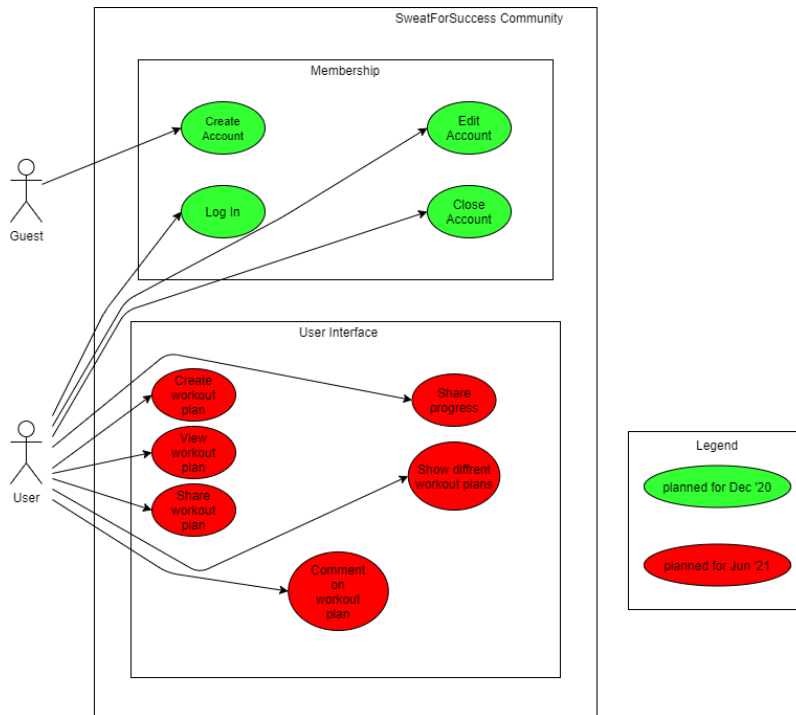 SweatForSuccess Community
Membership
Create
Account
Edit
Account
Log In
Close
Account
Guest
User Interface
Create
workout
plan
Share
progress
View
workout
plan
Show diffrent
workout plans
Share
workout
plan
Comment
on
workout
plan
User
Legend
planned for Dec '20
planned for Jun '21